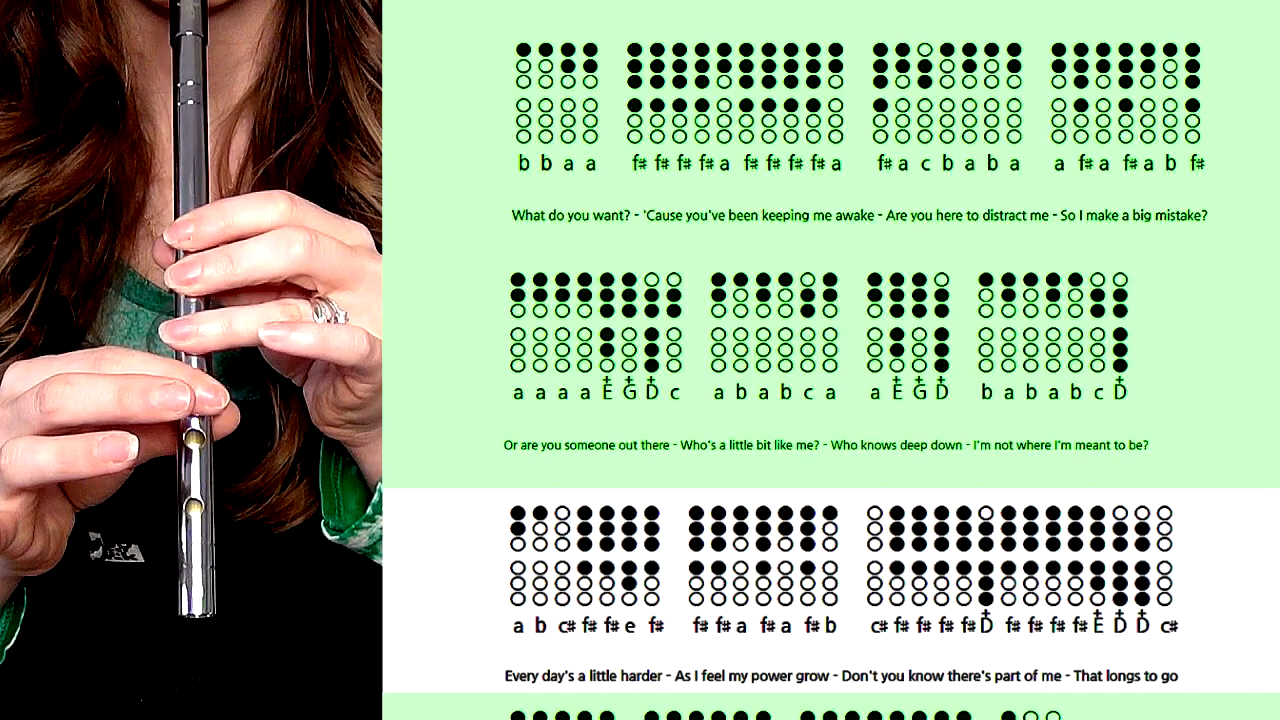 b b a a f# f# f# f# a f# f# f# f# a f# a c b a b a a f# a f# a b f#
What do you want? - 'Cause you've been keeping me awake - Are you here to distract me - So I make a big mistake?
a a a a E+ G+ D+ c a b a b c a a E+ G+ D+ b a b a b c D+
Or are you someone out there - Who's a little bit like me? - Who knows deep down - I'm not where I'm meant to be?
a b c# f# f# e f# f# f# a f# a f# b c# f# f# f# f# D+ f# f# f# f# E+ D+ D+ c#
Every day's a little harder - As I feel my power grow - Don't you know there's part of me - That longs to go